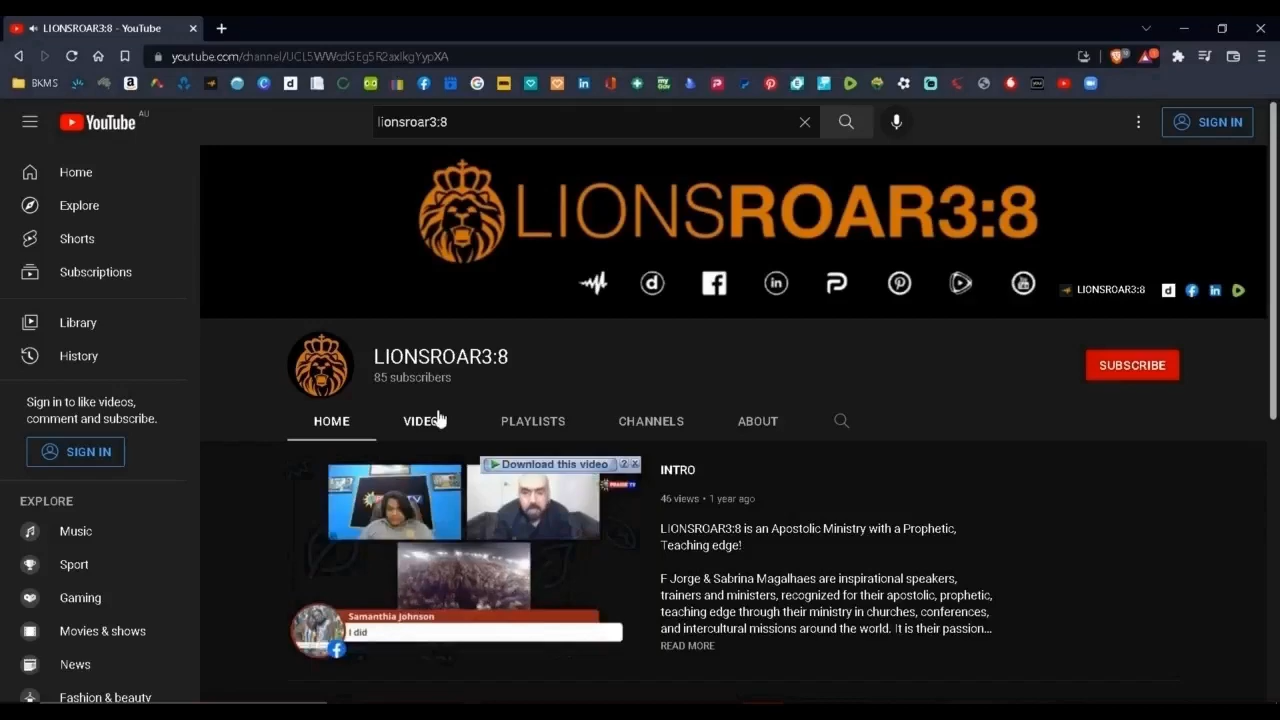 LIONSROAR3:8 - YouTube
youtube.com/channel/UCL5WWcdGEg5R2axIkgYypXA
BKMS
YouTube AU
lionsroar3:8
SIGN IN
Home
Explore
Shorts
Subscriptions
Library
History
Sign in to like videos,
comment and subscribe.
SIGN IN
EXPLORE
Music
Sport
Gaming
Movies & shows
News
Fashion & beauty
LIONSROAR3:8
LIONSROAR3:8
LIONSROAR3:8
85 subscribers
SUBSCRIBE
HOME
VIDEOS
PLAYLISTS
CHANNELS
ABOUT
Download this video
Samanthia Johnson
I did
INTRO
46 views • 1 year ago
LIONSROAR3:8 is an Apostolic Ministry with a Prophetic,
Teaching edge!
F Jorge & Sabrina Magalhaes are inspirational speakers,
trainers and ministers, recognized for their apostolic, prophetic,
teaching edge through their ministry in churches, conferences,
and intercultural missions around the world. It is their passion...
READ MORE